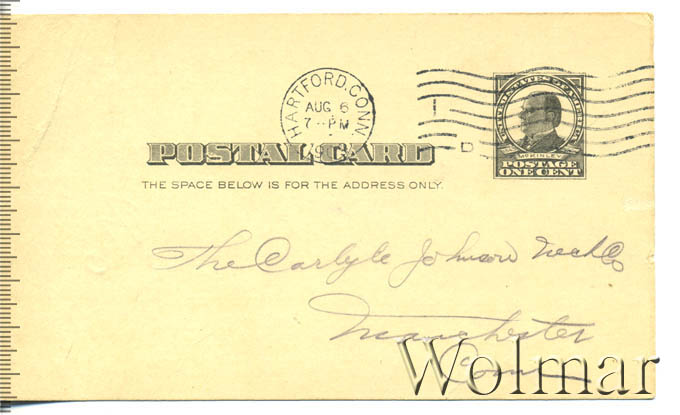 HARTFORD, CONN.
AUG 6
7-PM
D
UNITED STATES OF AMERICA
McKINLEY
POSTAGE
ONE CENT
POSTAL CARD
THE SPACE BELOW IS FOR THE ADDRESS ONLY.
The Carlyle Johnson Mach Co
Manchester
Conn
Wolmar